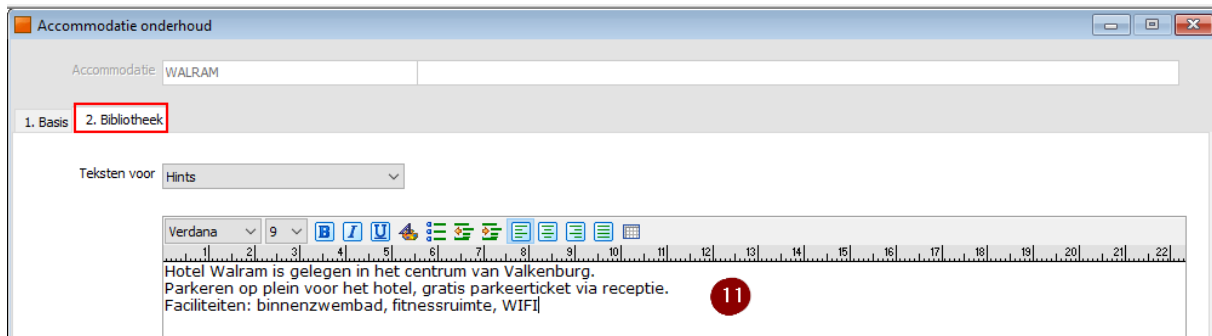 Accommodatie onderhoud
Accommodatie WALRAM
1. Basis 2. Bibliotheek
Teksten voor Hints
Verdana 9 B I U
1 2 3 4 5 6 7 8 9 10 11 12 13 14 15 16 17 18 19 20 21 22
Hotel Walram is gelegen in het centrum van Valkenburg.
Parkeren op plein voor het hotel, gratis parkeerticket via receptie.
11
Faciliteiten: binnenzwembad, fitnessruimte, WIFI